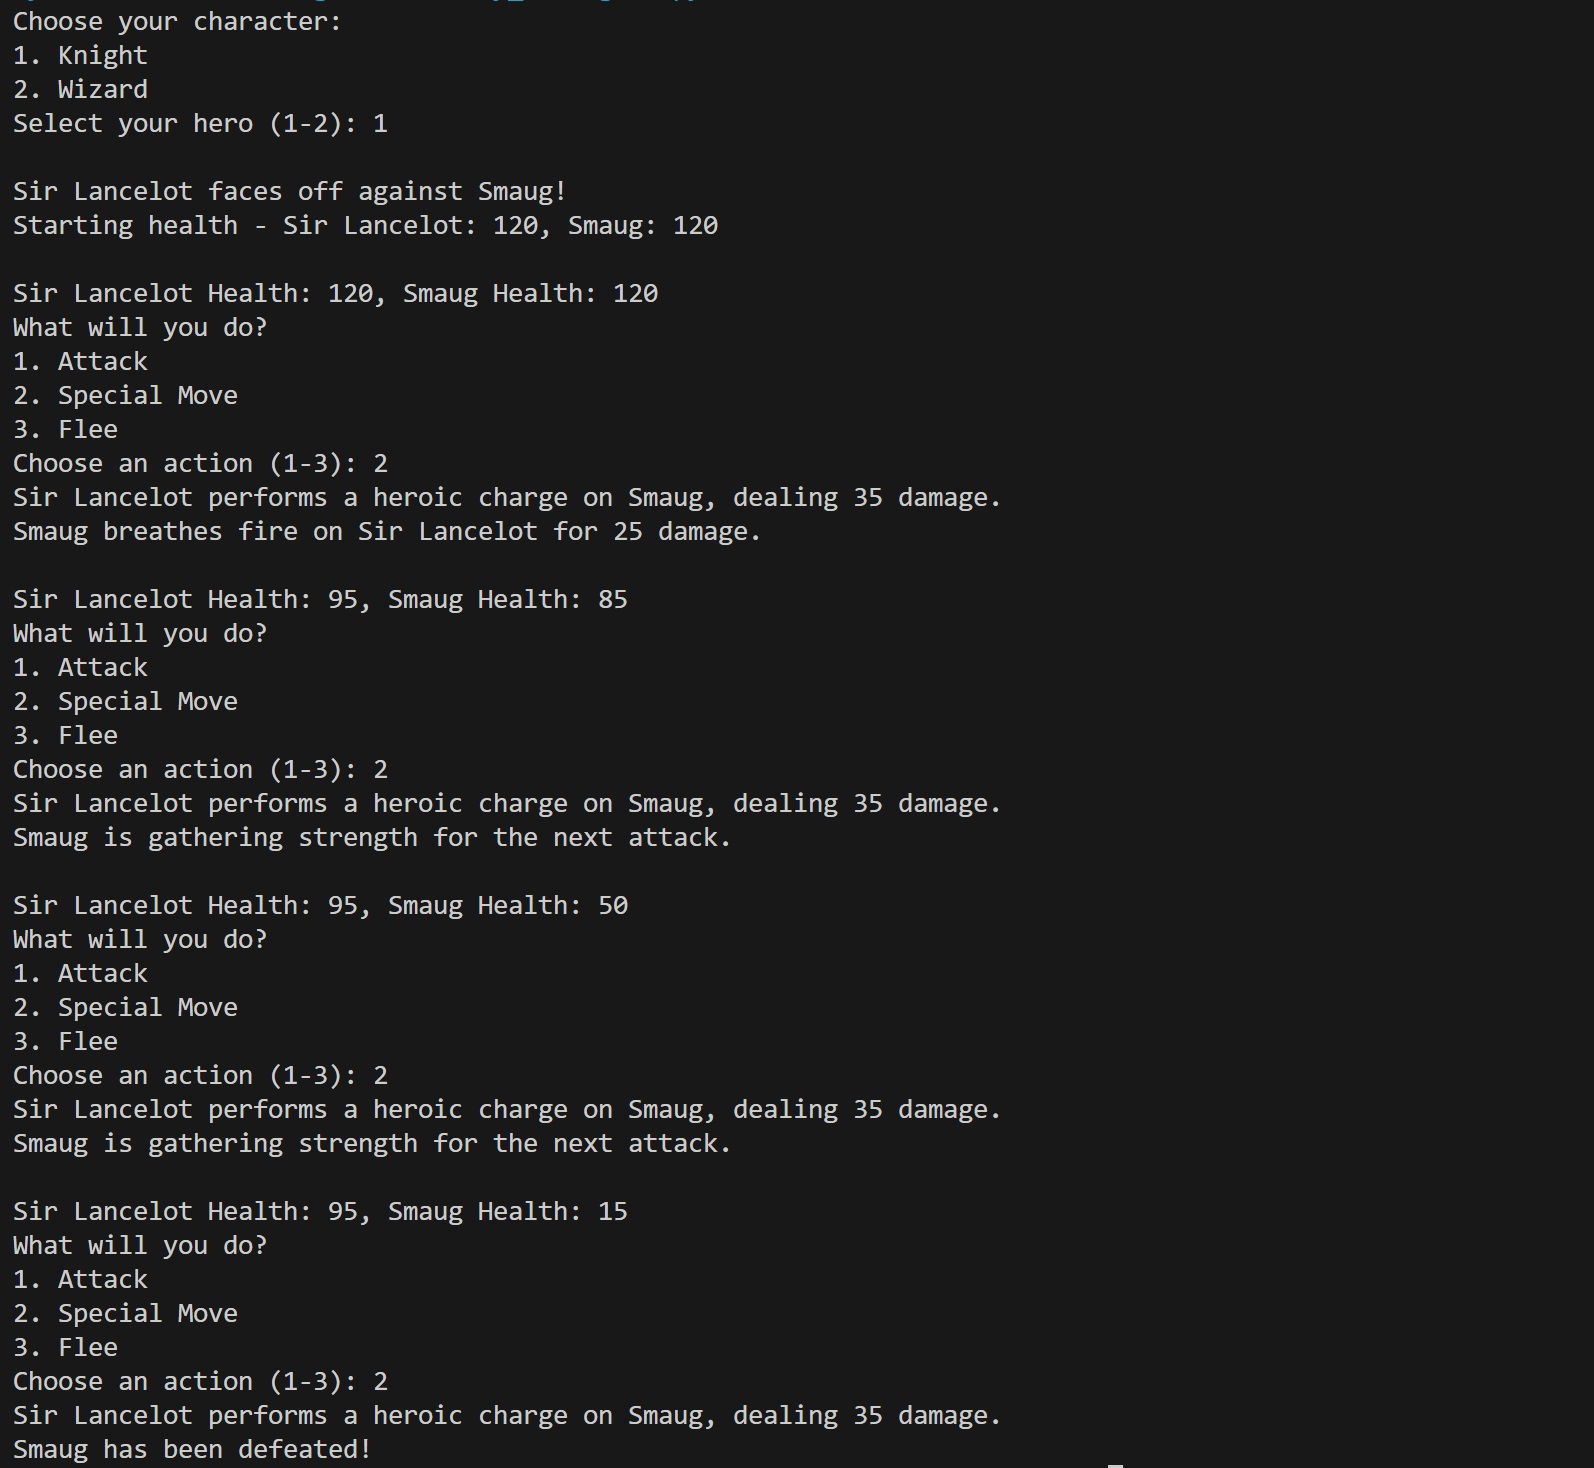 Choose your character:
1. Knight
2. Wizard
Select your hero (1-2): 1

Sir Lancelot faces off against Smaug!
Starting health - Sir Lancelot: 120, Smaug: 120

Sir Lancelot Health: 120, Smaug Health: 120
What will you do?
1. Attack
2. Special Move
3. Flee
Choose an action (1-3): 2
Sir Lancelot performs a heroic charge on Smaug, dealing 35 damage.
Smaug breathes fire on Sir Lancelot for 25 damage.

Sir Lancelot Health: 95, Smaug Health: 85
What will you do?
1. Attack
2. Special Move
3. Flee
Choose an action (1-3): 2
Sir Lancelot performs a heroic charge on Smaug, dealing 35 damage.
Smaug is gathering strength for the next attack.

Sir Lancelot Health: 95, Smaug Health: 50
What will you do?
1. Attack
2. Special Move
3. Flee
Choose an action (1-3): 2
Sir Lancelot performs a heroic charge on Smaug, dealing 35 damage.
Smaug is gathering strength for the next attack.

Sir Lancelot Health: 95, Smaug Health: 15
What will you do?
1. Attack
2. Special Move
3. Flee
Choose an action (1-3): 2
Sir Lancelot performs a heroic charge on Smaug, dealing 35 damage.
Smaug has been defeated!